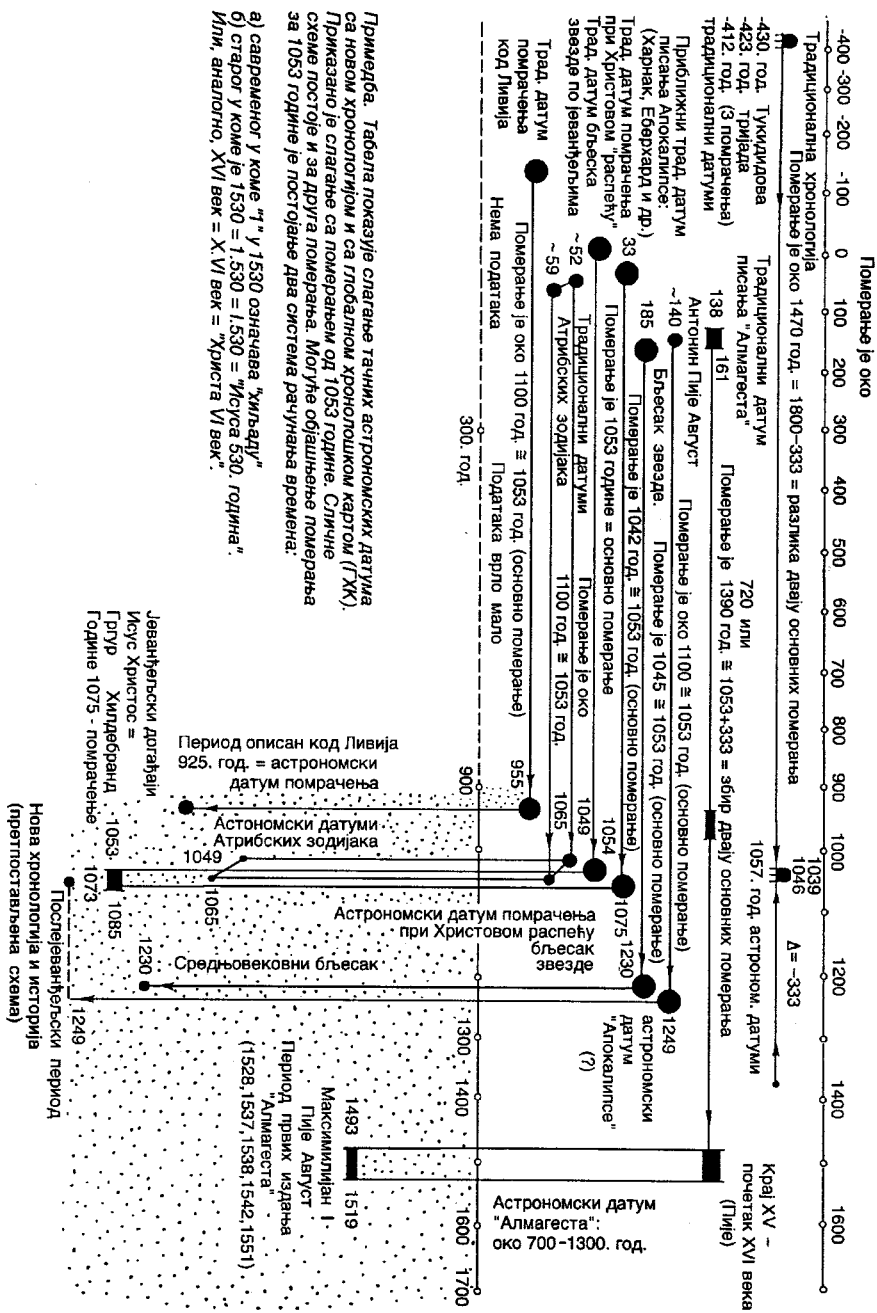 Померање је око
-400 -300 -200 -100 0 100 200 300 400 500 600 700 800 900 1000 1200 1400 1600
Традиционална хронологија
Померање је око 1470 год. = 1800-333 = разлика двају основних померања
1039
1046
1057. год. астроном. датуми
Δ= -333
-430. год. Тукидидова
-423. год. тријада
-412. год. (3 помрачења)
традиционални датуми
Традиционални датум
писања "Алмагеста"
138
161
720 или
Померање је 1390 год. ≅ 1053+333 = збир двају основних померања
Крај XV –
почетак XVI века
(Пије)
Приближни трад. датум
писања Апокалипсе:
(Харнак, Еберхард и др.)
~140
Антонин Пије Август
Померање је око 1100 ≅ 1053 год. (основно померање)
1249
астрономски
датум
"Апокалипсе"
(?)
185
Бљесак звезде.
Померање је 1045 ≅ 1053 год. (основно померање)
1230
Трад. датум помрачења
при Христовом "распећу"
33
Померање је 1042 год. ≅ 1053 год. (основно померање)
1075
Трад. датум бљеска
звезде по јеванђељима
Померање је 1053 године = основно померање
1054
~52
~59
Традиционални датуми
Атрибских зодијака
Померање је око
1100 год. ≅ 1053 год.
1049
1065
Трад. датум
помрачења
код Ливија
Померање је око 1100 год. ≅ 1053 год. (основно померање)
955
Нема података
Података врло мало
300. год.
900
1300
1400
1600
1700
Астрономски датум
"Алмагеста":
око 700-1300. год.
Примедба. Табела показује слагање тачних астрономских датума
са новом хронологијом и са глобалном хронолошком картом (ГХК).
Приказано је слагање са померањем од 1053 године. Сличне
схеме постоје и за друга померања. Могуће објашњење померања
за 1053 године је постојање два система рачунања времена:
а) савременог у коме "1" у 1530 означава "хиљаду"
б) старог у коме је 1530 = 1.530 = I.530 = "Исуса 530. година".
Или, аналогно, XVI век = X.VI век = "Христа VI век".
Период описан код Ливија
925. год. = астрономски
датум помрачења
Астономски датуми
Атрибских зодијака
1049
1065
Астрономски датум помрачења
при Христовом распећу
бљесак
звезде
Средњовековни бљесак
1230
Јеванђељски догађаји
Исус Христос =
Гргур Хилдебранд
Године 1075 - помрачење
1053
1085
1073
1493
1519
Максимилијан I
Пије Август
Период првих издања
"Алмагеста"
(1528,1537,1538,1542,1551)
Послејеванђељски период
1249
Нова хронологија и историја
(претпостављена схема)